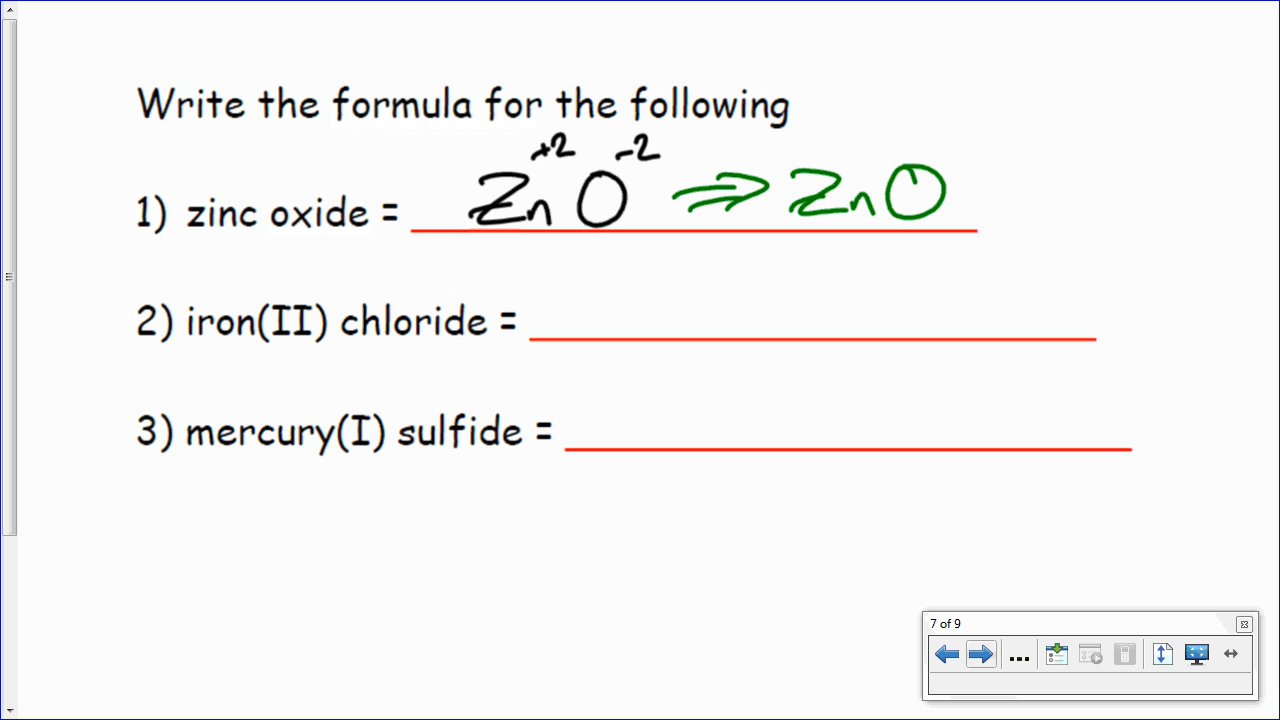 Write the formula for the following
1) zinc oxide = Zn+2 O-2 ⇒ ZnO
2) iron(II) chloride =
3) mercury(I) sulfide =
7 of 9
...